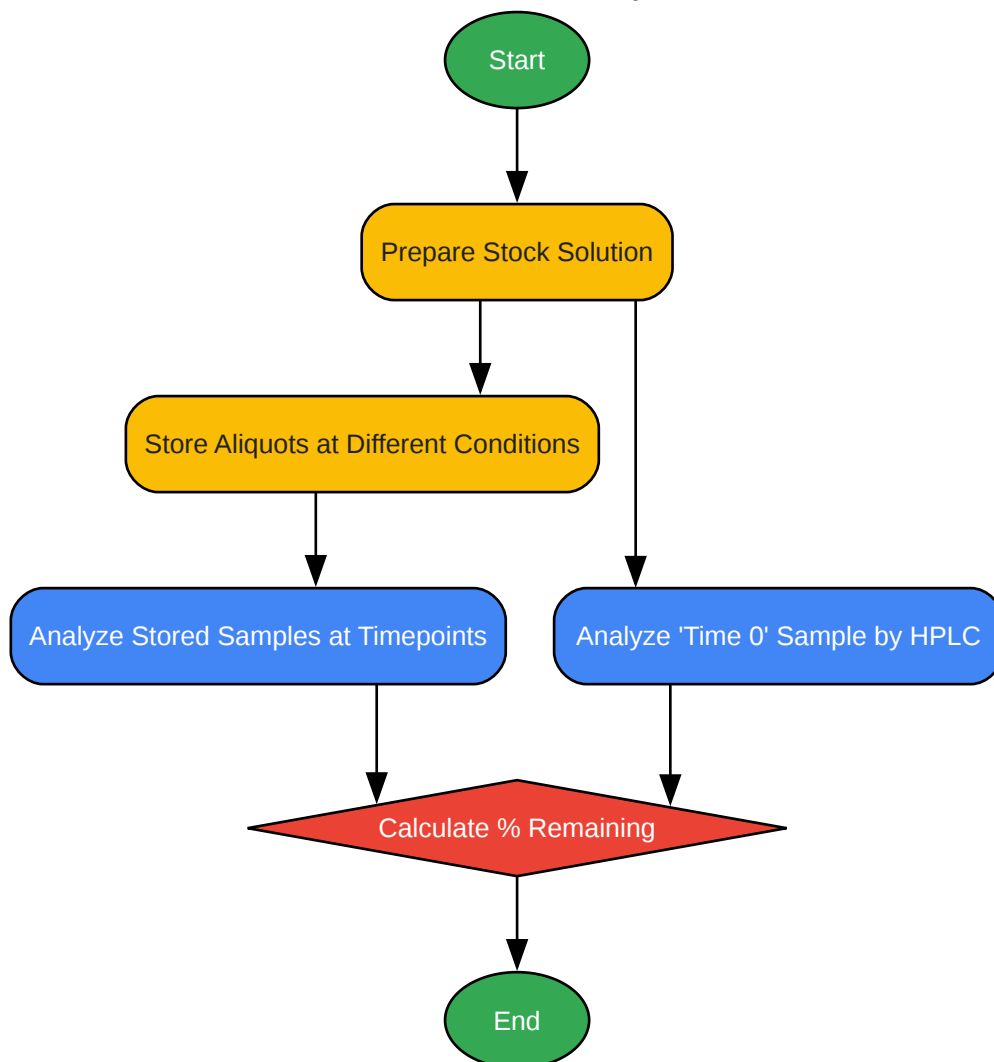 Start
Prepare Stock Solution
Store Aliquots at Different Conditions
Analyze Stored Samples at Timepoints
Analyze 'Time 0' Sample by HPLC
Calculate % Remaining
End